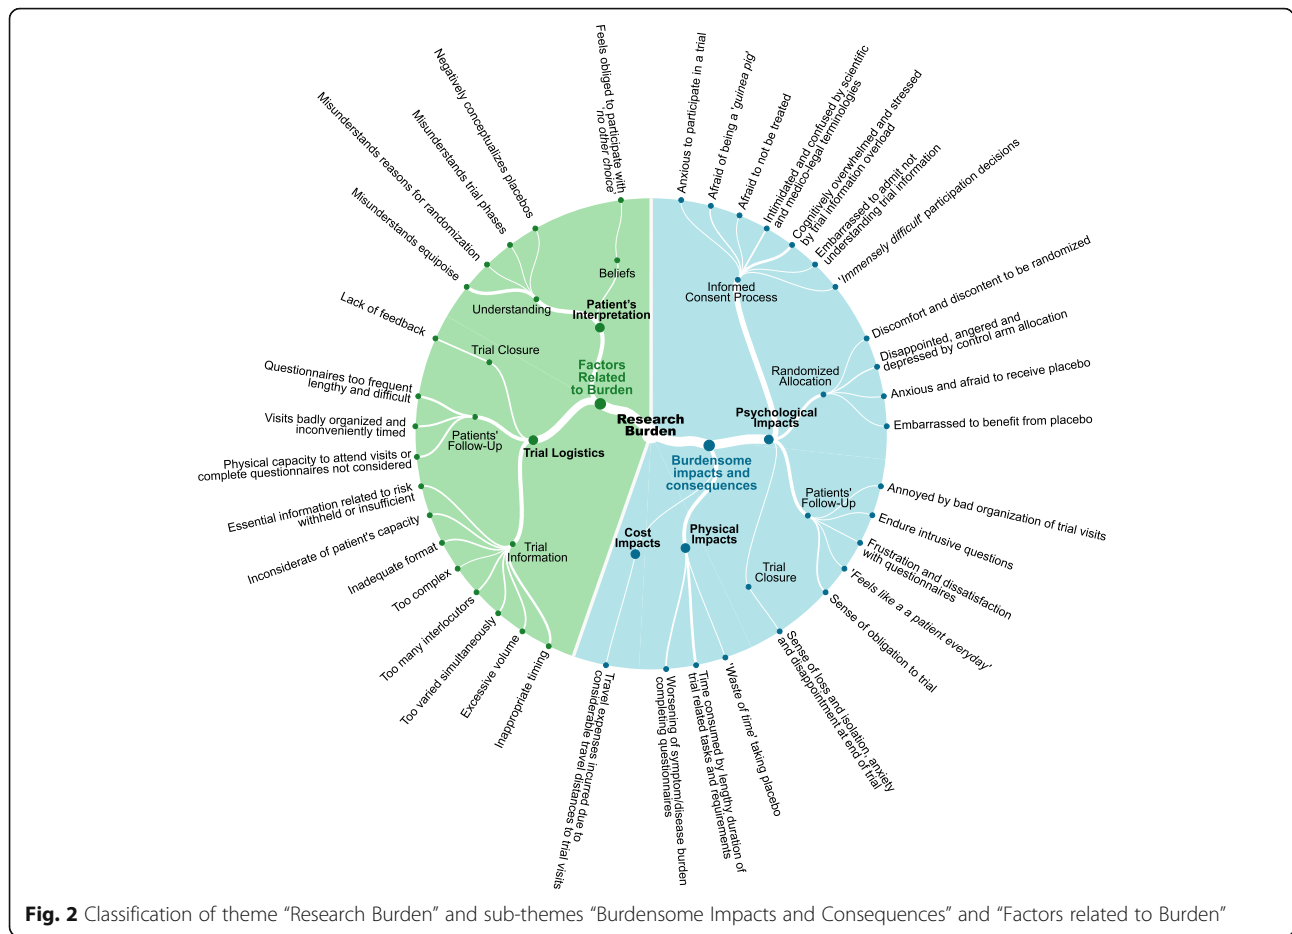 Research
Burden
Factors
Related
to Burden
Patient's
Interpretation
Beliefs
Feels obliged to participate with
'no other choice'
Understanding
Negatively conceptualizes placebos
Misunderstands trial phases
Misunderstands reasons for randomization
Misunderstands equipoise
Trial Logistics
Trial Closure
Lack of feedback
Patients'
Follow-Up
Questionnaires too frequent
lengthy and difficult
Visits badly organized and
inconveniently timed
Physical capacity to attend visits or
complete questionnaires not considered
Trial
Information
Essential information related to risk
withheld or insufficient
Inconsiderate of patient's capacity
Inadequate format
Too complex
Too many interlocutors
Too varied simultaneously
Excessive volume
Inappropriate timing
Burdensome
impacts and
consequences
Psychological
Impacts
Informed
Consent Process
Anxious to participate in a trial
Afraid of being a 'guinea pig'
Afraid to not be treated
Intimidated and confused by scientific
and medico-legal terminologies
Cognitively overwhelmed and stressed
by trial information overload
Embarrassed to admit not
understanding trial information
'Immensely difficult' participation decisions
Randomized
Allocation
Discomfort and discontent to be randomized
Disappointed, angered and
depressed by control arm allocation
Anxious and afraid to receive placebo
Embarrassed to benefit from placebo
Patients'
Follow-Up
Annoyed by bad organization of trial visits
Endure intrusive questions
Frustration and dissatisfaction
with questionnaires
'Feels like a a patient everyday'
Sense of obligation to trial
Trial
Closure
Sense of loss and isolation, anxiety
and disappointment at end of trial
Physical
Impacts
'Waste of time' taking placebo
Time consumed by lengthy duration of
trial related tasks and requirements
Worsening of symptom/disease burden
completing questionnaires
Cost
Impacts
Travel expenses incurred due to
considerable travel distances to trial visits
Fig. 2 Classification of theme “Research Burden” and sub-themes “Burdensome Impacts and Consequences” and “Factors related to Burden”